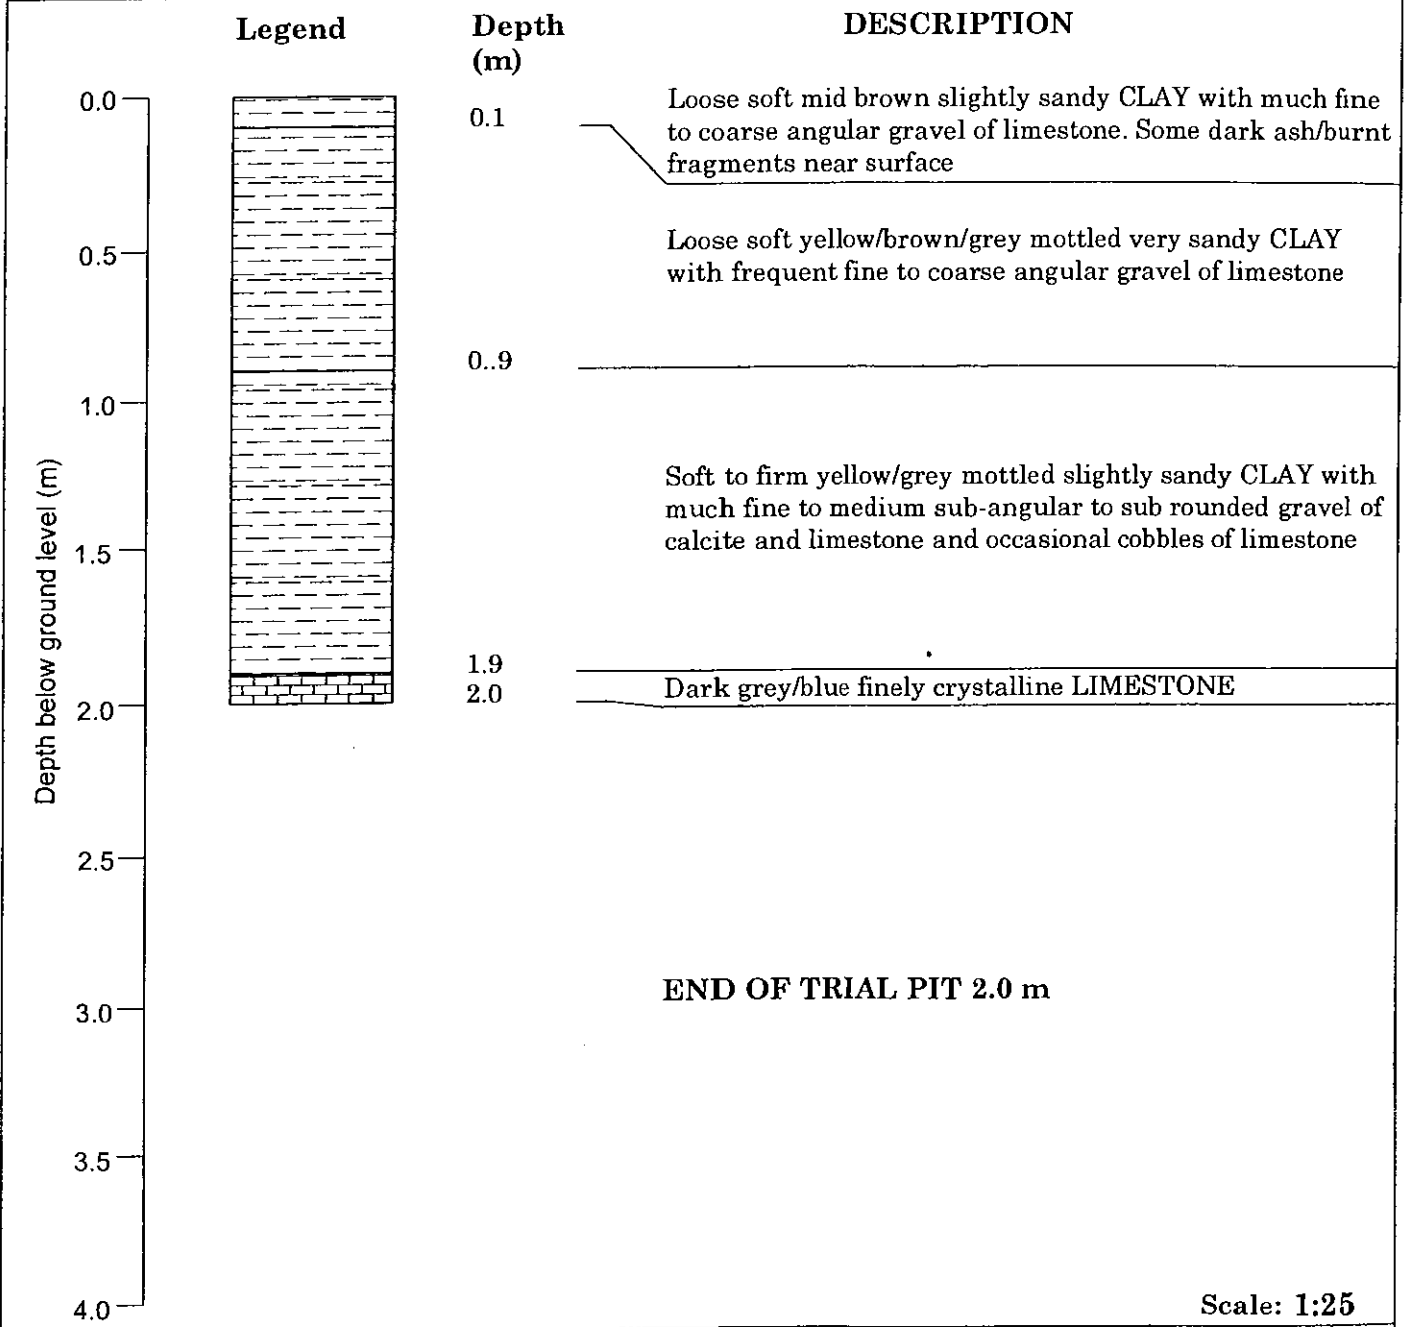 Legend Depth DESCRIPTION
(m)
0.0
0.1
Loose soft mid brown slightly sandy CLAY with much fine
to coarse angular gravel of limestone. Some dark ash/burnt
fragments near surface
0.5
Loose soft yellow/brown/grey mottled very sandy CLAY
with frequent fine to coarse angular gravel of limestone
0..9
1.0
Depth below ground level (m)
Soft to firm yellow/grey mottled slightly sandy CLAY with
much fine to medium sub-angular to sub rounded gravel of
calcite and limestone and occasional cobbles of limestone
1.5
1.9
2.0 Dark grey/blue finely crystalline LIMESTONE
2.0
2.5
END OF TRIAL PIT 2.0 m
3.0
3.5
4.0
Scale: 1:25